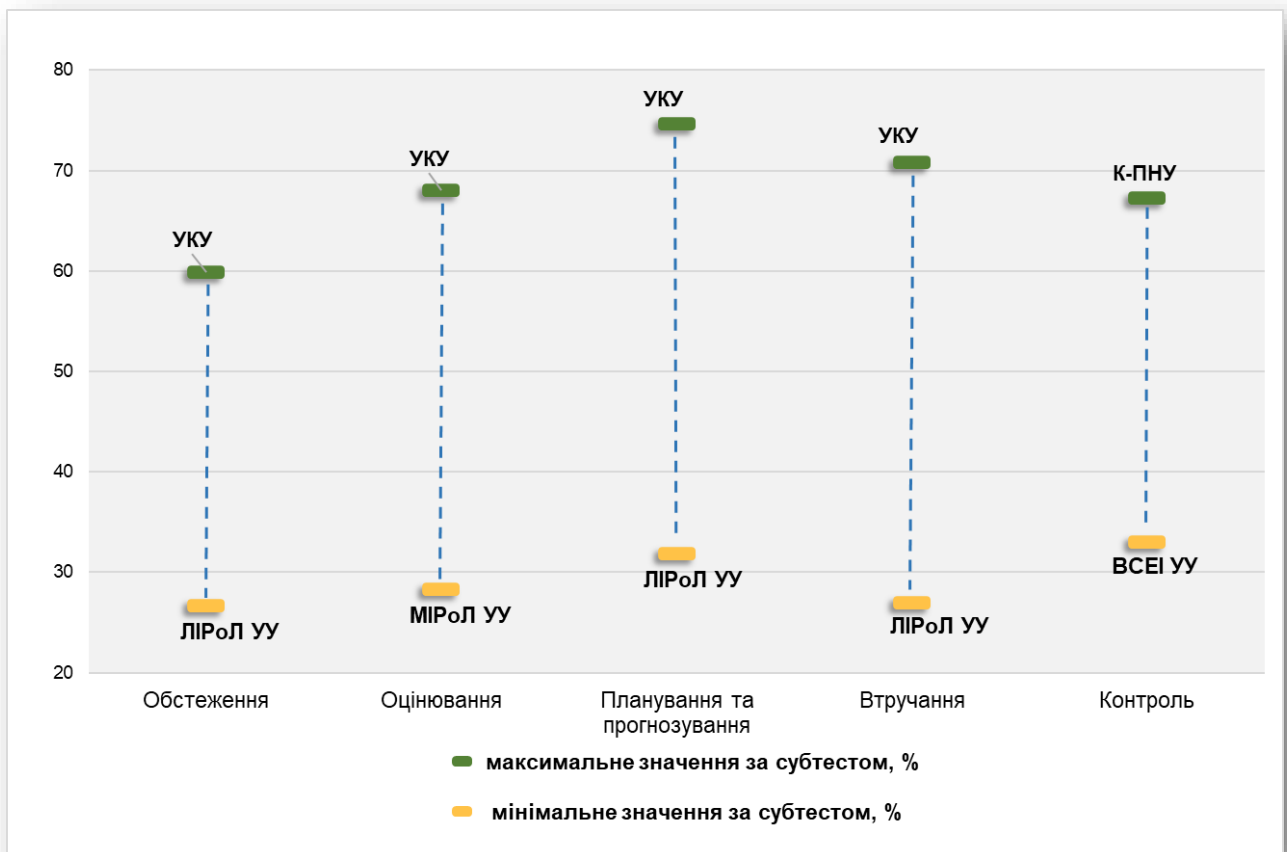 80
УКУ
УКУ
УКУ
70
УКУ
К-ПНУ
60
50
40
30
ЛІРоЛ УУ
МІРоЛ УУ
ЛІРоЛ УУ
ЛІРоЛ УУ
ВСЕІ УУ
20
Обстеження
Оцінювання
Планування та
прогнозування
Втручання
Контроль
максимальне значення за субтестом, %
мінімальне значення за субтестом, %